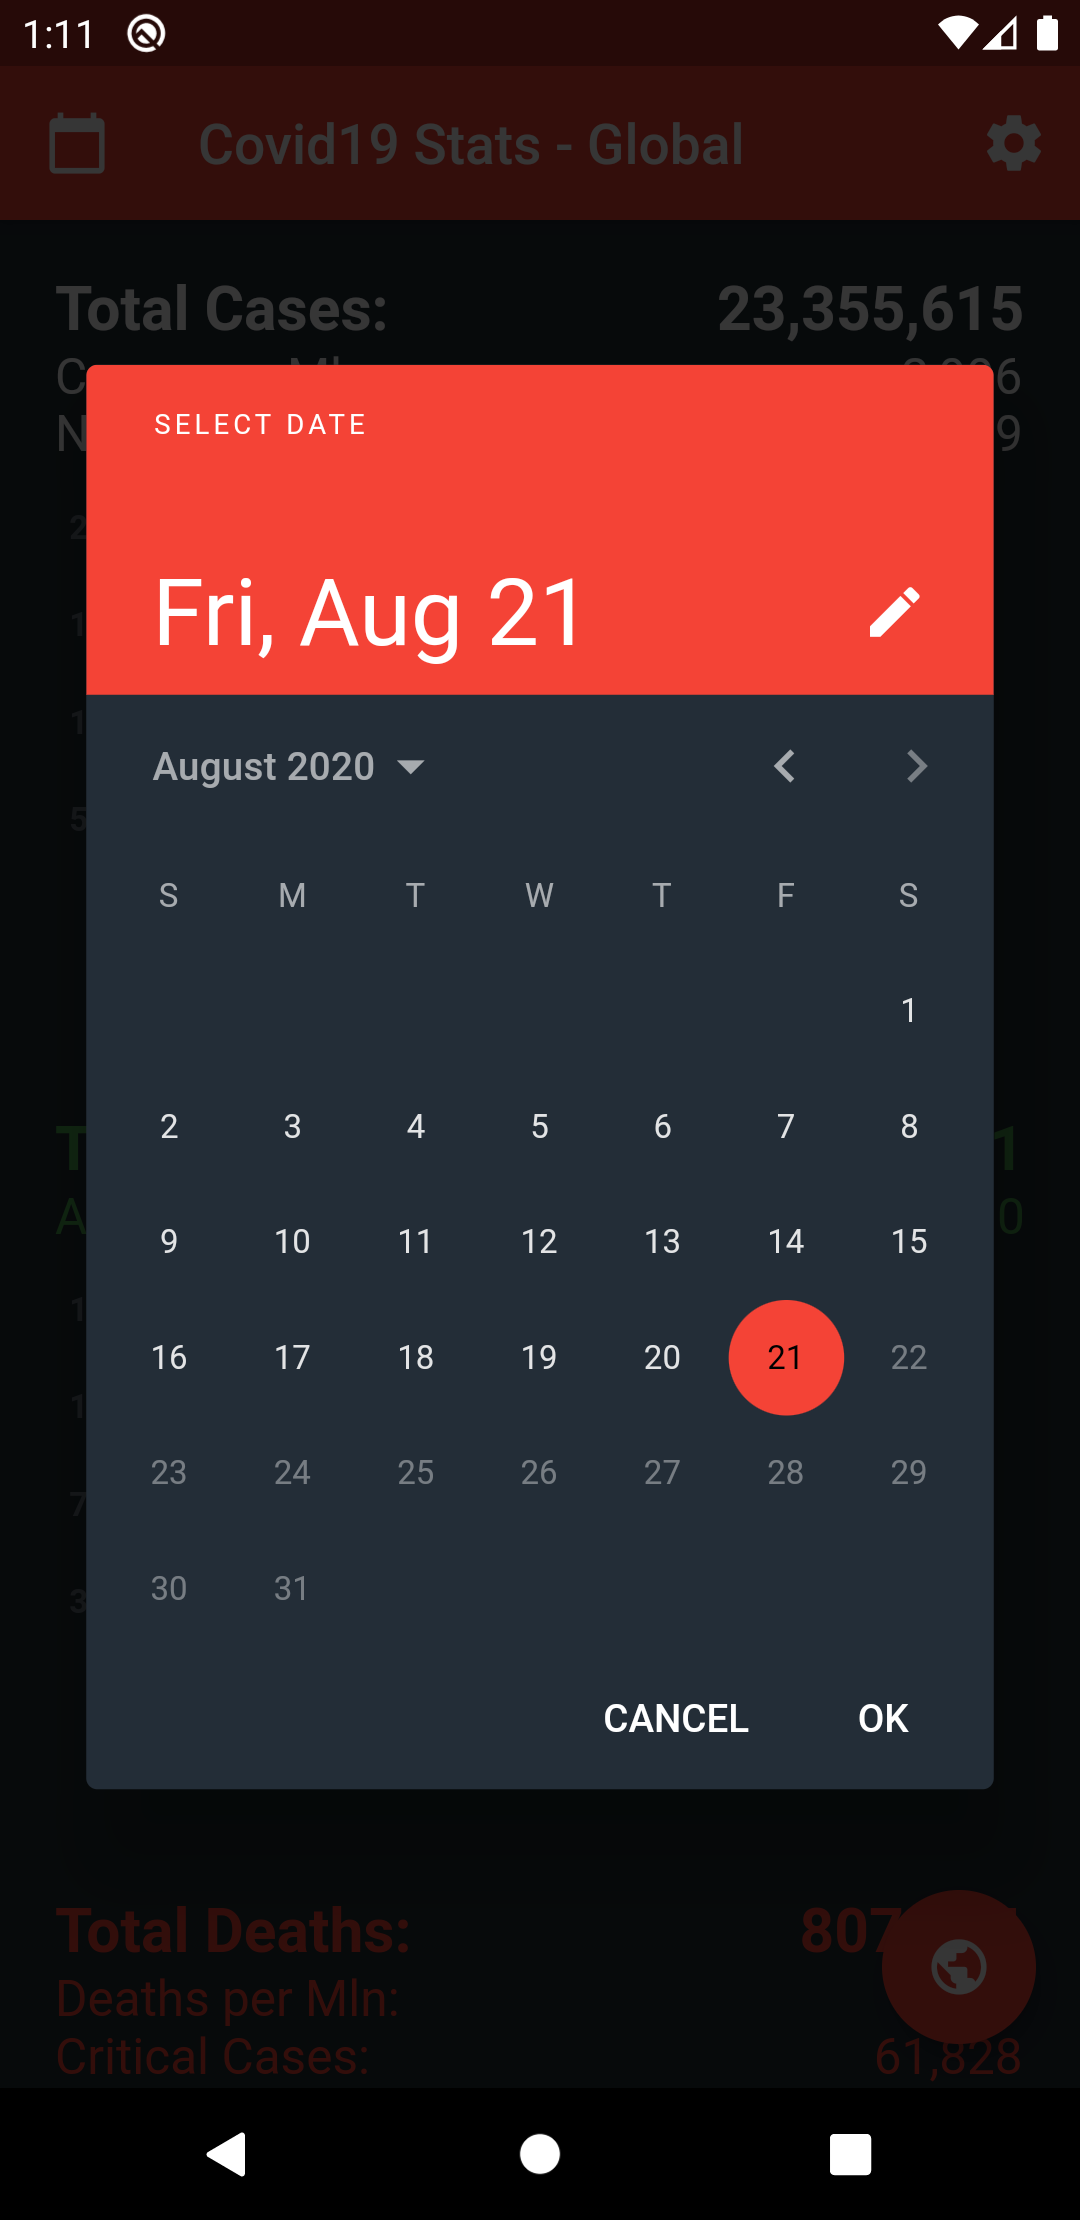 1:11
Covid19 Stats - Global
Total Cases: 23,355,615
SELECT DATE
Fri, Aug 21
August 2020
S M T W T F S
1
2 3 4 5 6 7 8
9 10 11 12 13 14 15
16 17 18 19 20 21 22
23 24 25 26 27 28 29
30 31
CANCEL OK
Total Deaths:
Deaths per Mln:
Critical Cases: 61,828